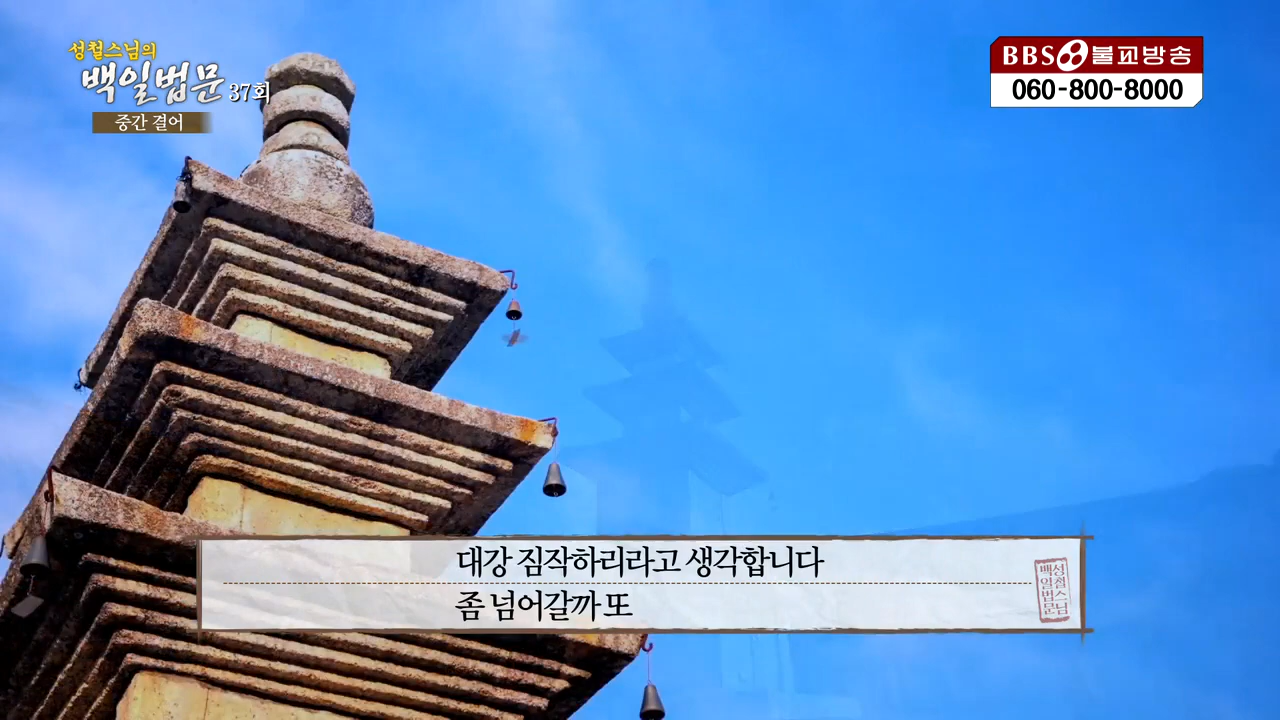 성철스님의
백일법문 37회
중간 결어
BBS 불교방송
060-800-8000
대강 짐작하리라고 생각합니다
좀 넘어갈까 또
성철스님
백일법문